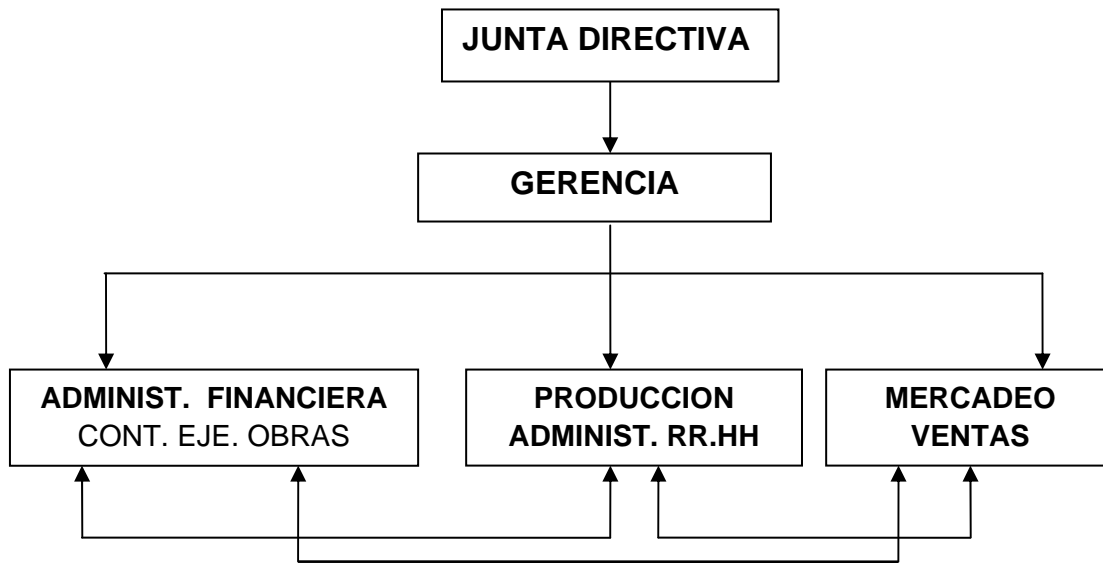 JUNTA DIRECTIVA
GERENCIA
ADMINIST. FINANCIERA
CONT. EJE. OBRAS
PRODUCCION
ADMINIST. RR.HH
MERCADEO
VENTAS